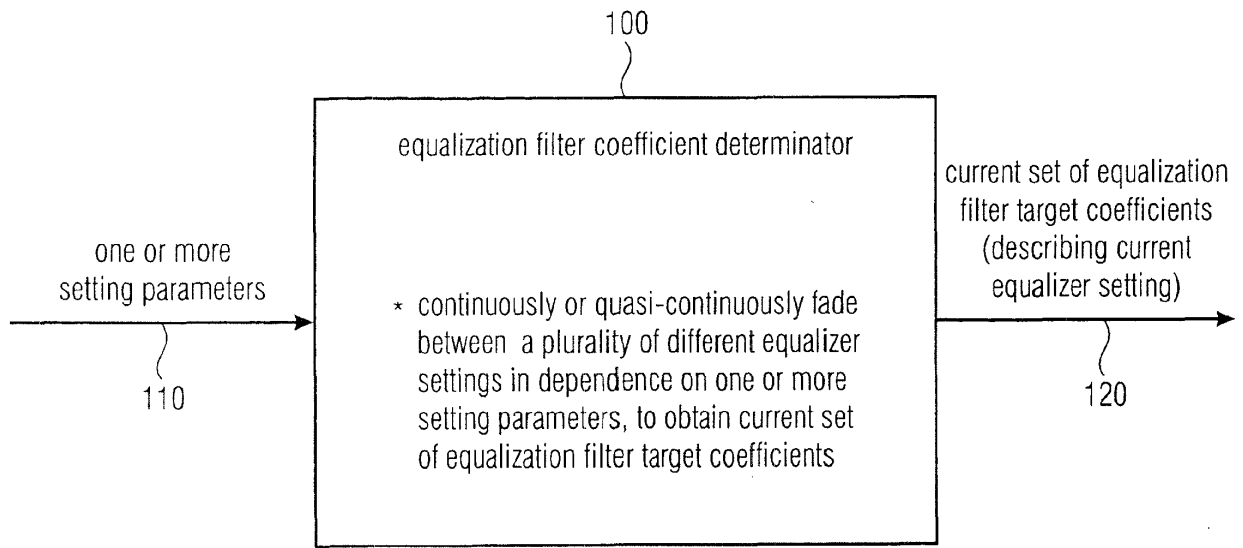 100
equalization filter coefficient determinator
one or more
setting parameters
110
* continuously or quasi-continuously fade
between a plurality of different equalizer
settings in dependence on one or more
setting parameters, to obtain current set
of equalization filter target coefficients
current set of equalization
filter target coefficients
(describing current
equalizer setting)
120